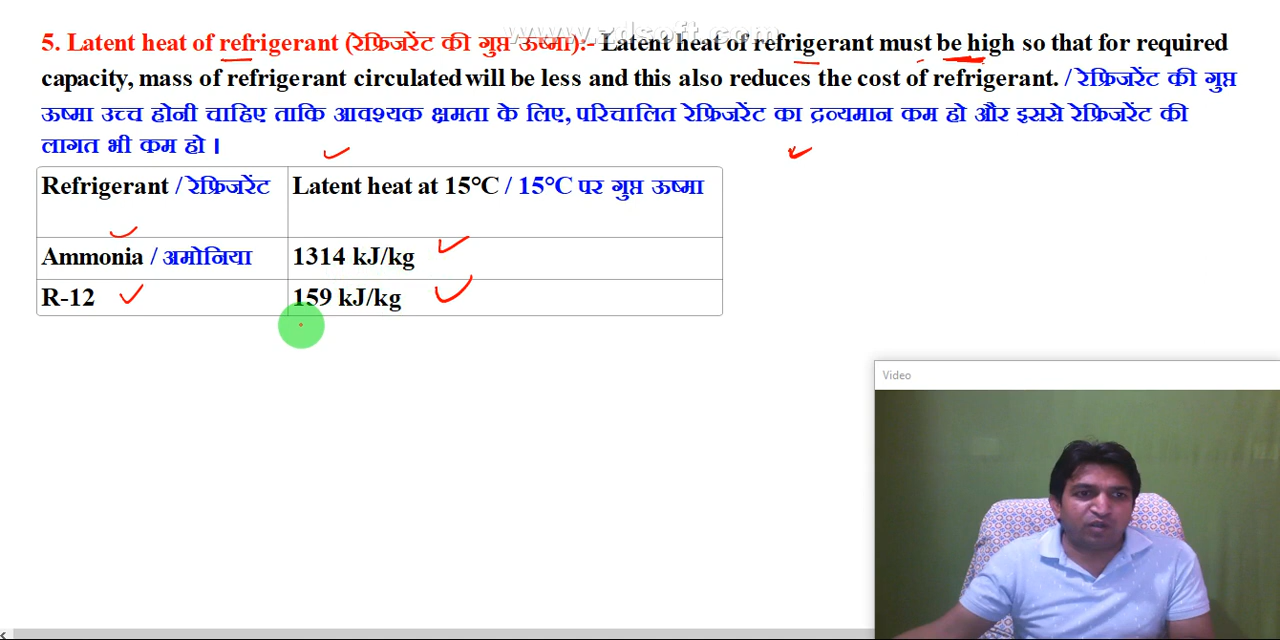 www.zdsoft.com
5. Latent heat of refrigerant (रेफ्रिजरेंट की गुप्त ऊष्मा):- Latent heat of refrigerant must be high so that for required
capacity, mass of refrigerant circulated will be less and this also reduces the cost of refrigerant. / रेफ्रिजरेंट की गुप्त
ऊष्मा उच्च होनी चाहिए ताकि आवश्यक क्षमता के लिए, परिचालित रेफ्रिजरेंट का द्रव्यमान कम हो और इससे रेफ्रिजरेंट की
लागत भी कम हो ।
Refrigerant / रेफ्रिजरेंट Latent heat at 15°C / 15°C पर गुप्त ऊष्मा
Ammonia / अमोनिया 1314 kJ/kg
R-12 159 kJ/kg
Video